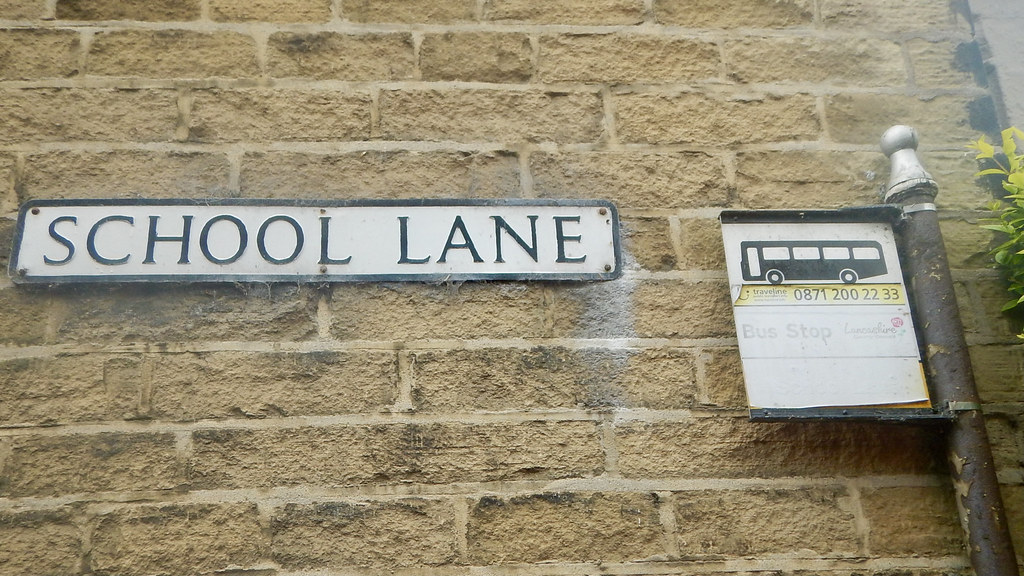 SCHOOL LANE
traveline 0871 200 22 33
Bus Stop Lancashire